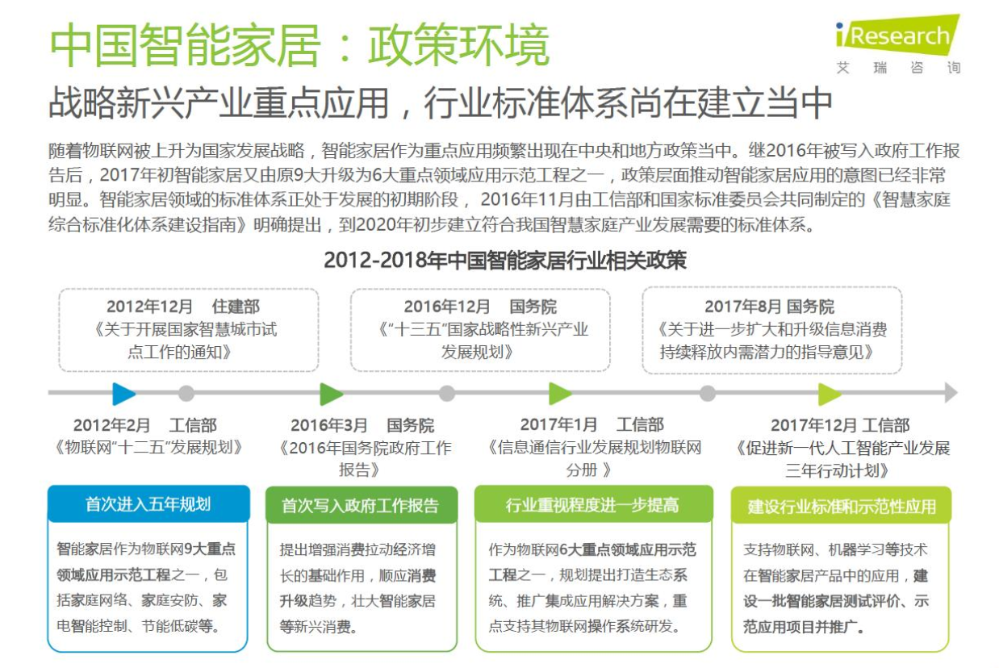 中国智能家居：政策环境
iResearch
艾瑞咨询
战略新兴产业重点应用，行业标准体系尚在建立当中
随着物联网被上升为国家发展战略，智能家居作为重点应用频繁出现在中央和地方政策当中。继2016年被写入政府工作报
告后，2017年初智能家居又由原9大升级为6大重点领域应用示范工程之一，政策层面推动智能家居应用的意图已经非常
明显。智能家居领域的标准体系正处于发展的初期阶段， 2016年11月由工信部和国家标准委员会共同制定的《智慧家庭
综合标准化体系建设指南》明确提出，到2020年初步建立符合我国智慧家庭产业发展需要的标准体系。
2012-2018年中国智能家居行业相关政策
2012年12月 住建部
《关于开展国家智慧城市试
点工作的通知》
2016年12月 国务院
《“十三五”国家战略性新兴产业
发展规划》
2017年8月 国务院
《关于进一步扩大和升级信息消费
持续释放内需潜力的指导意见》
2012年2月 工信部
《物联网“十二五”发展规划》
2016年3月 国务院
《2016年国务院政府工作
报告》
2017年1月 工信部
《信息通信行业发展规划物联网
分册 》
2017年12月 工信部
《促进新一代人工智能产业发展
三年行动计划》
首次进入五年规划
智能家居作为物联网9大重点
领域应用示范工程之一，包
括家庭网络、家庭安防、家
电智能控制、节能低碳等。
首次写入政府工作报告
提出增强消费拉动经济增
长的基础作用，顺应消费
升级趋势，壮大智能家居
等新兴消费。
行业重视程度进一步提高
作为物联网6大重点领域应用示范
工程之一，规划提出打造生态系
统、推广集成应用解决方案，重
点支持其物联网操作系统研发。
建设行业标准和示范性应用
支持物联网、机器学习等技术
在智能家居产品中的应用，建
设一批智能家居测试评价、示
范应用项目并推广。